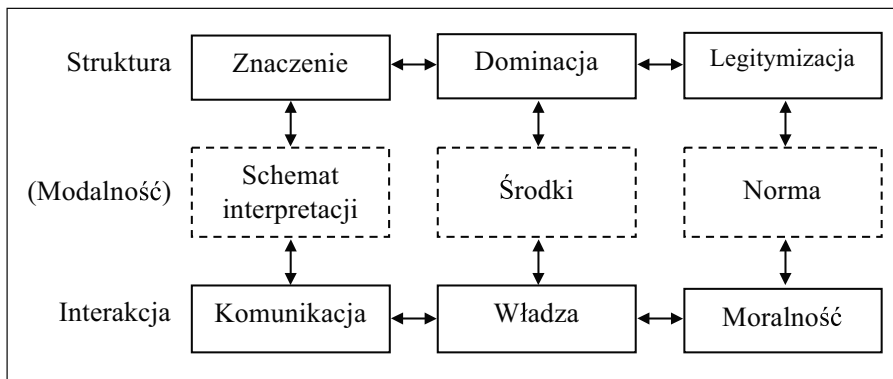 Struktura
Znaczenie
Dominacja
Legitymizacja
(Modalność)
Schemat
interpretacji
Środki
Norma
Interakcja
Komunikacja
Władza
Moralność